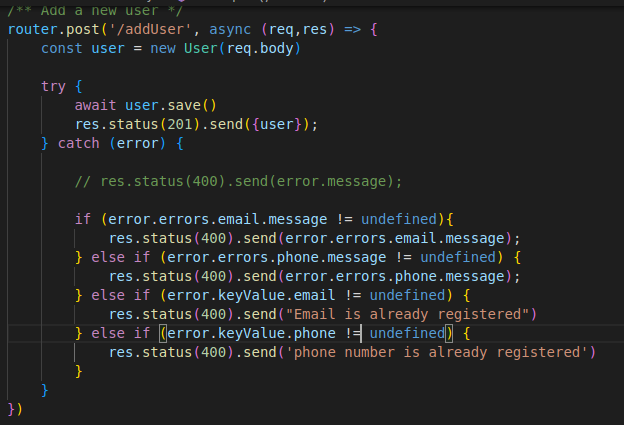 /** Add a new user */
router.post('/addUser', async (req,res) => {
    const user = new User(req.body)

    try {
        await user.save()
        res.status(201).send({user});
    } catch (error) {

        // res.status(400).send(error.message);

        if (error.errors.email.message != undefined){
            res.status(400).send(error.errors.email.message);
        } else if (error.errors.phone.message != undefined) {
            res.status(400).send(error.errors.phone.message);
        } else if (error.keyValue.email != undefined) {
            res.status(400).send("Email is already registered")
        } else if (error.keyValue.phone != undefined) {
            res.status(400).send('phone number is already registered')
        }
    }
})